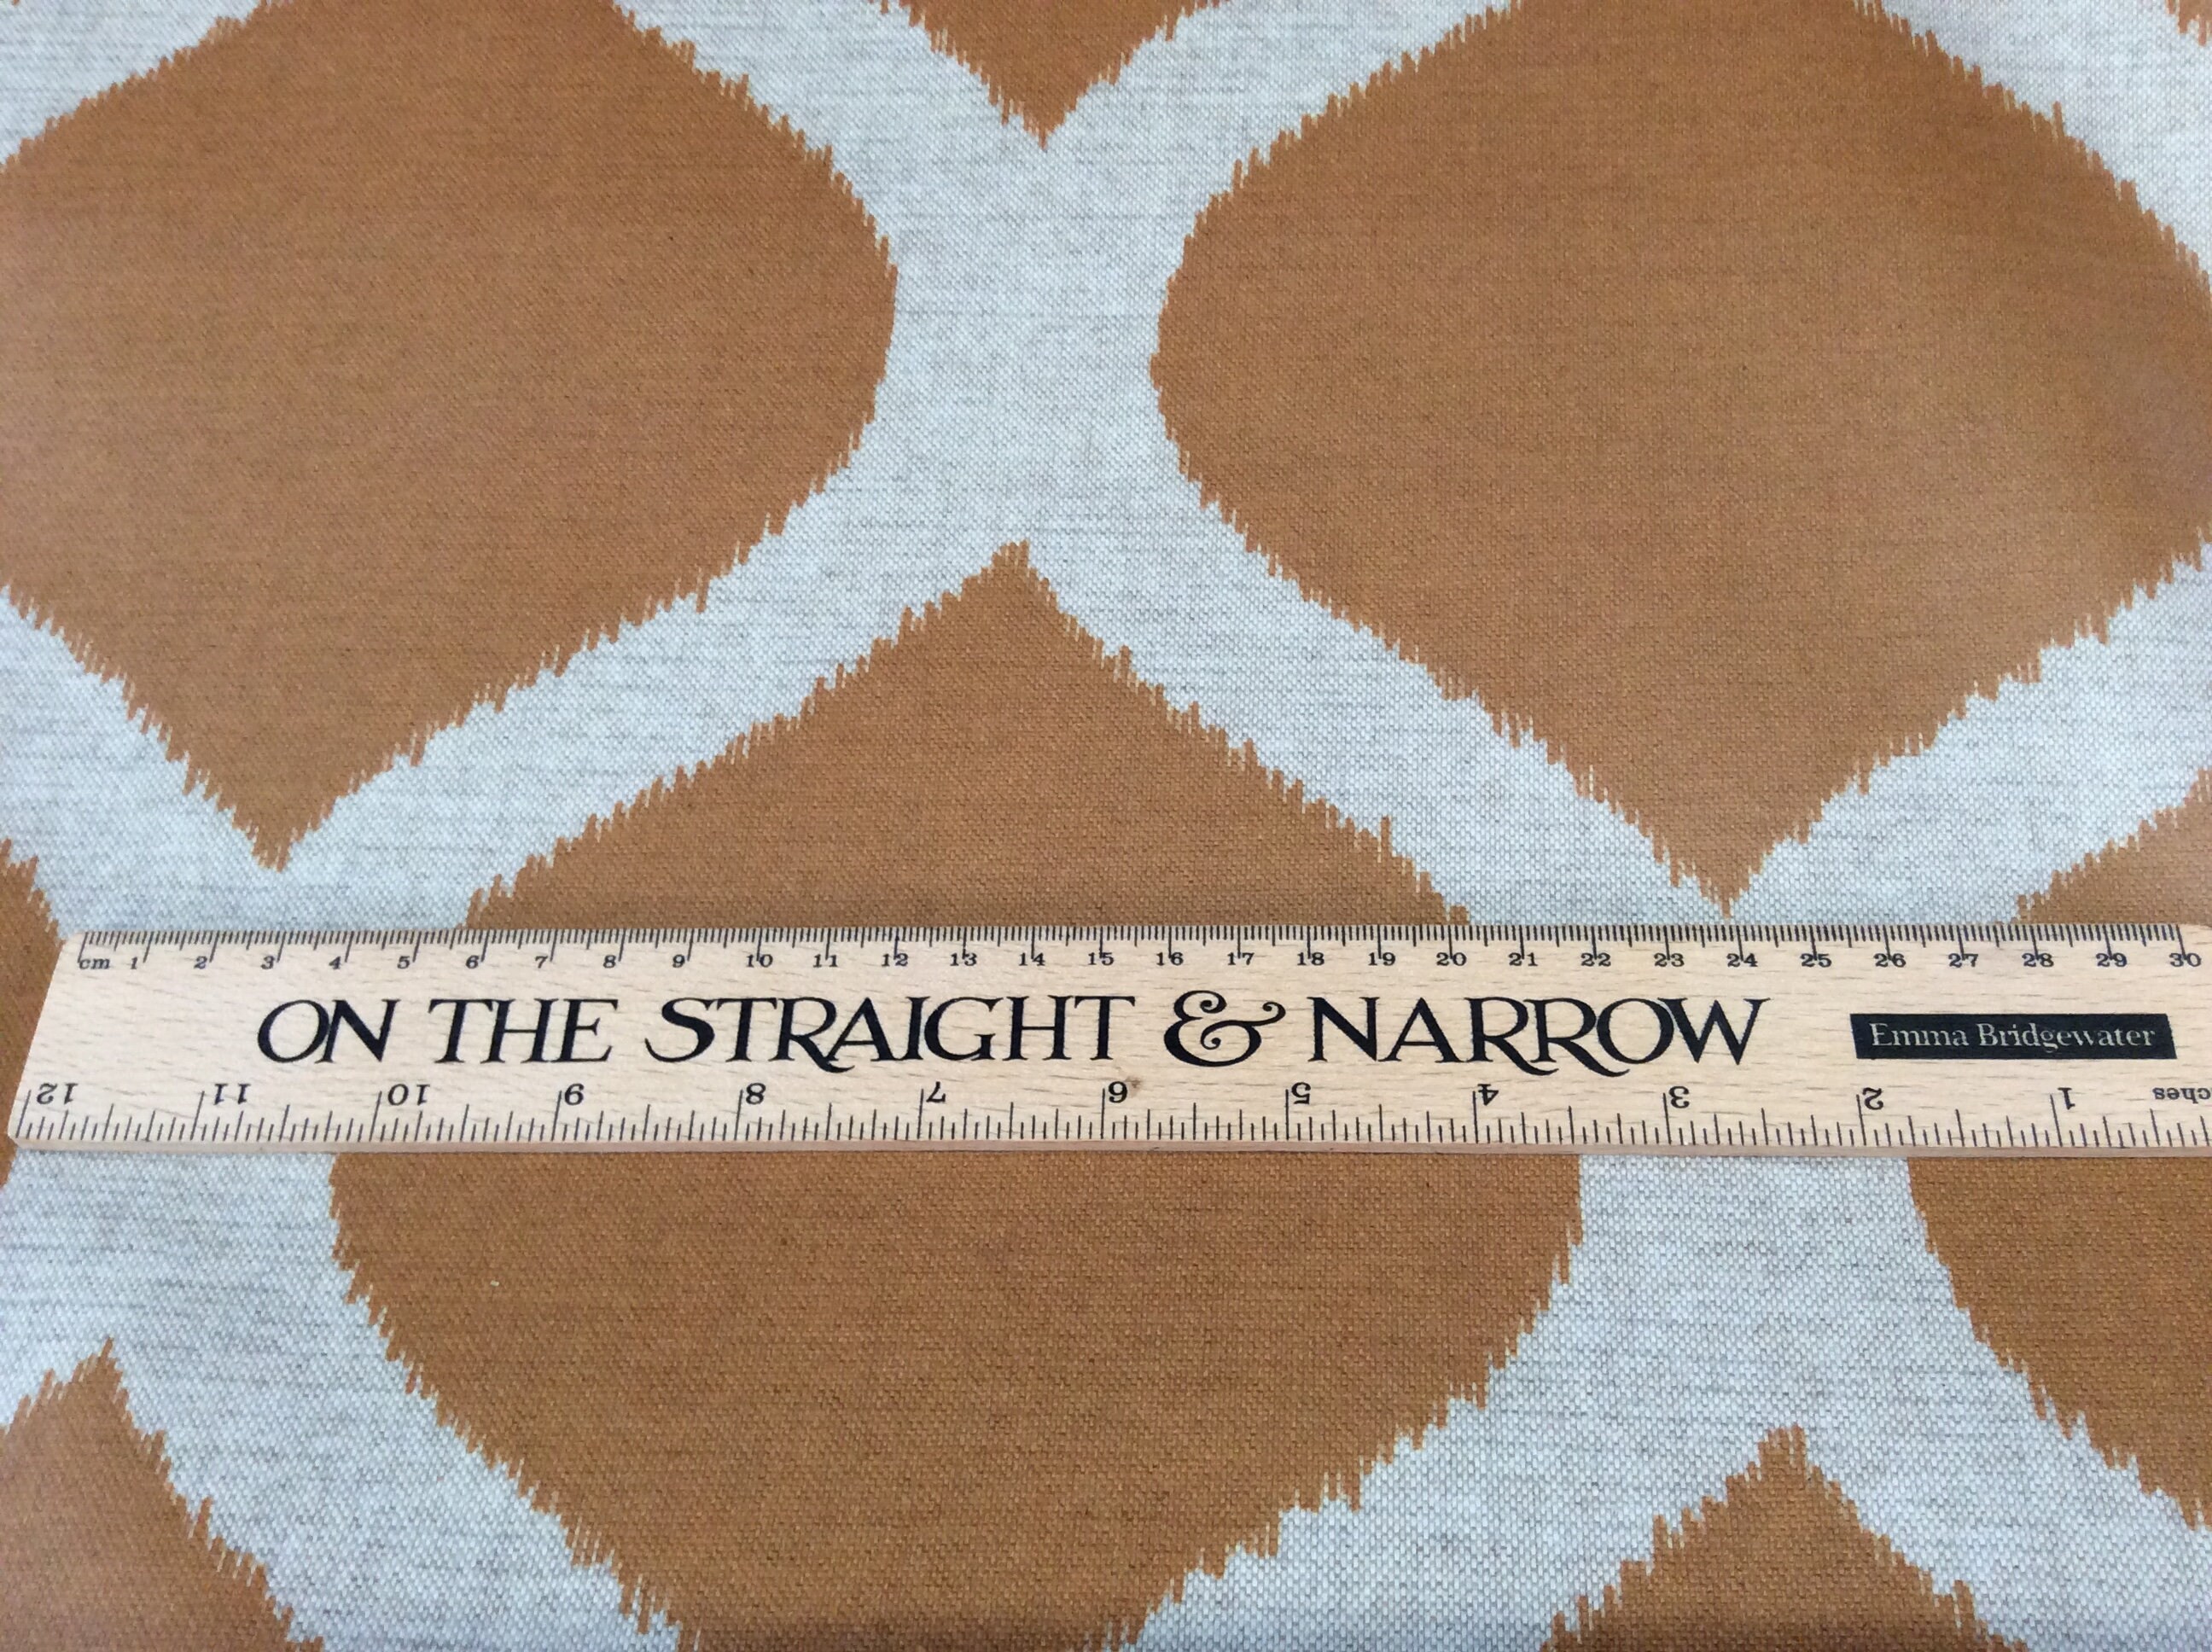 cm 1 2 3 4 5 6 7 8 9 10 11 12 13 14 15 16 17 18 19 20 21 22 23 24 25 26 27 28 29 30
ON THE STRAIGHT & NARROW
Emma Bridgewater
12 11 10 9 8 7 6 5 4 3 2 1 ches